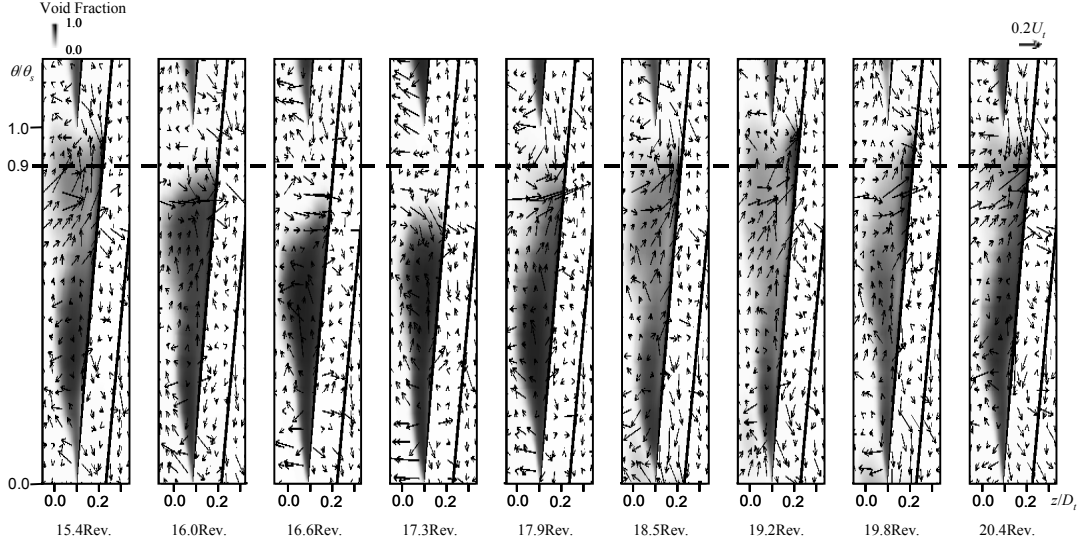 Void Fraction
1.0
0.0
0.2U_t
θ/θ_s
1.0
0.9
0.0
0.0 0.2 0.0 0.2 0.0 0.2 0.0 0.2 0.0 0.2 0.0 0.2 0.0 0.2 0.0 0.2 0.0 0.2 z/D_t
15.4Rev. 16.0Rev. 16.6Rev. 17.3Rev. 17.9Rev. 18.5Rev. 19.2Rev. 19.8Rev. 20.4Rev.